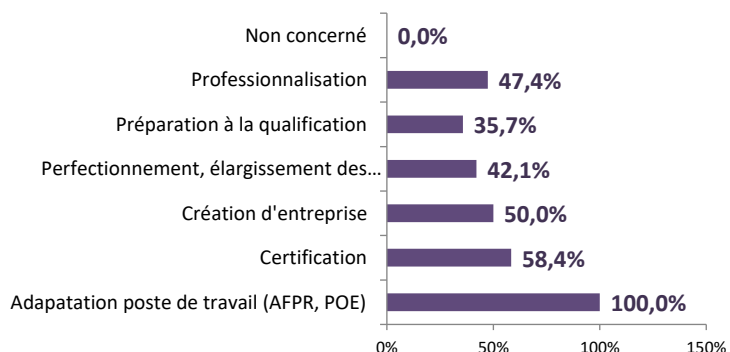 Non concerné 0,0%
Professionnalisation 47,4%
Préparation à la qualification 35,7%
Perfectionnement, élargissement des... 42,1%
Création d'entreprise 50,0%
Certification 58,4%
Adapatation poste de travail (AFPR, POE) 100,0%
0% 50% 100% 150%